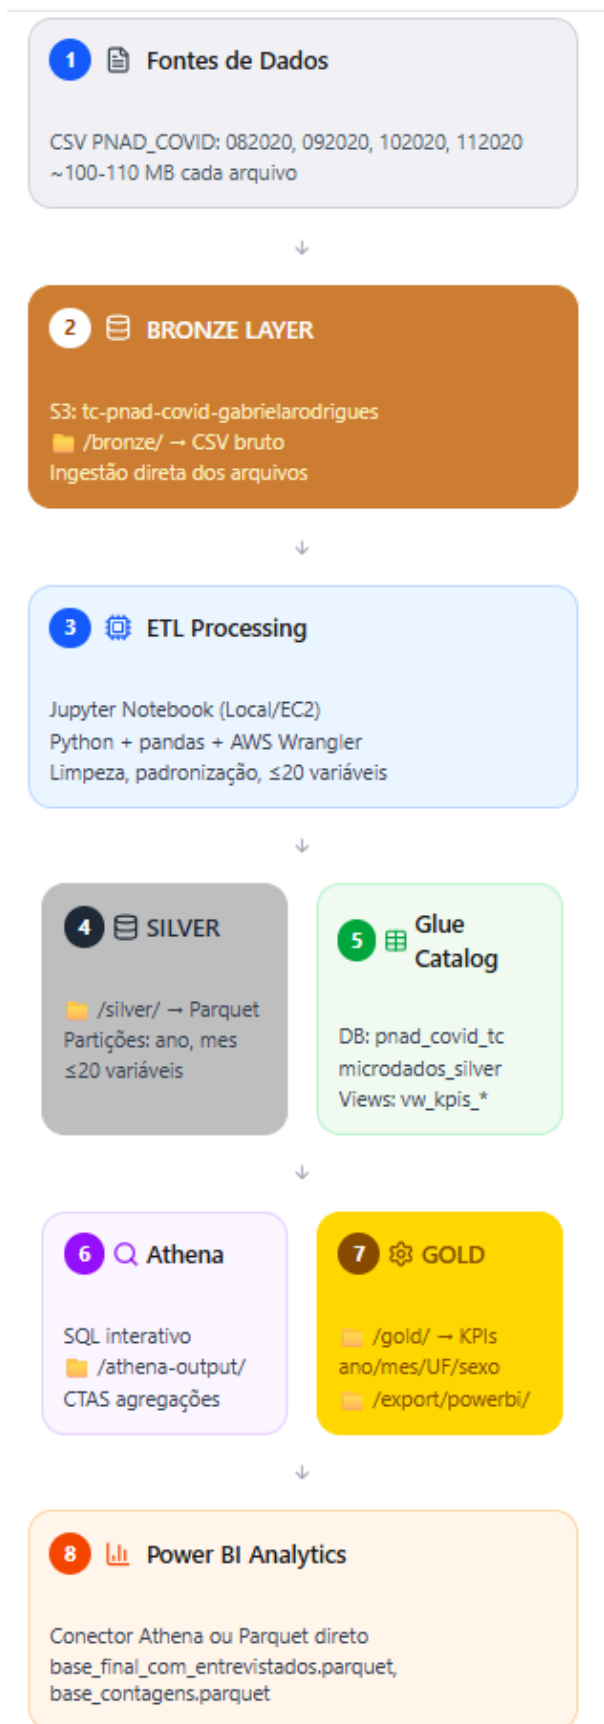 1 Fontes de Dados
CSV PNAD_COVID: 082020, 092020, 102020, 112020
~100-110 MB cada arquivo
↓
2 BRONZE LAYER
S3: tc-pnad-covid-gabrielarodrigues
📁 /bronze/ → CSV bruto
Ingestão direta dos arquivos
↓
3 ETL Processing
Jupyter Notebook (Local/EC2)
Python + pandas + AWS Wrangler
Limpeza, padronização, ≤20 variáveis
↓
4 SILVER
📁 /silver/ → Parquet
Partições: ano, mes
≤20 variáveis
5 Glue
Catalog
DB: pnad_covid_tc
microdados_silver
Views: vw_kpis_*
↓
6 Athena
SQL interativo
📁 /athena-output/
CTAS agregações
7 GOLD
📁 /gold/ → KPIs
ano/mes/UF/sexo
📁 /export/powerbi/
↓
8 Power BI Analytics
Conector Athena ou Parquet direto
base_final_com_entrevistados.parquet,
base_contagens.parquet